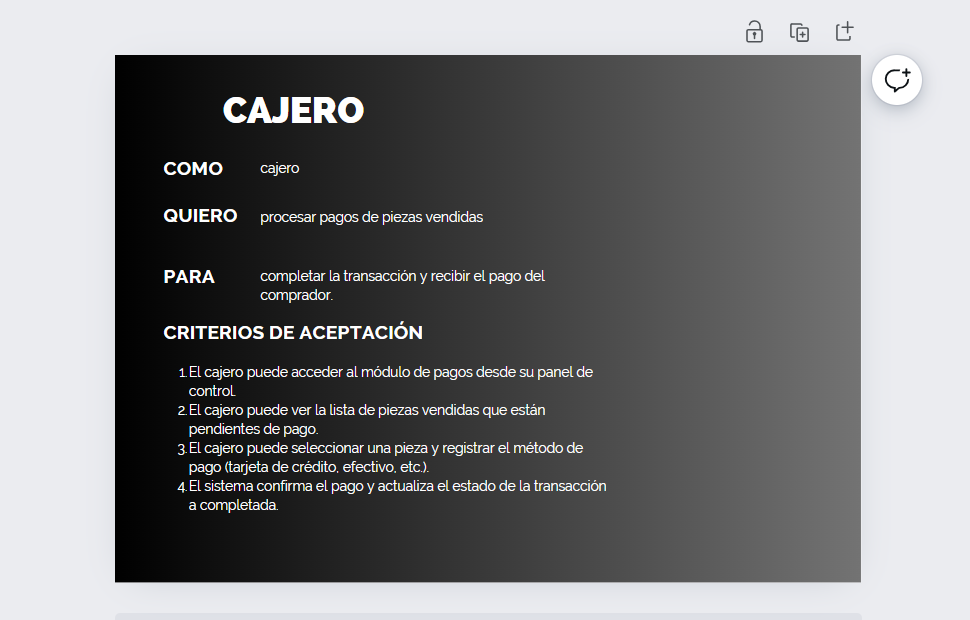 CAJERO
COMO cajero
QUIERO procesar pagos de piezas vendidas
PARA completar la transacción y recibir el pago del
comprador.
CRITERIOS DE ACEPTACIÓN
1. El cajero puede acceder al módulo de pagos desde su panel de
control.
2. El cajero puede ver la lista de piezas vendidas que están
pendientes de pago.
3. El cajero puede seleccionar una pieza y registrar el método de
pago (tarjeta de crédito, efectivo, etc.).
4. El sistema confirma el pago y actualiza el estado de la transacción
a completada.